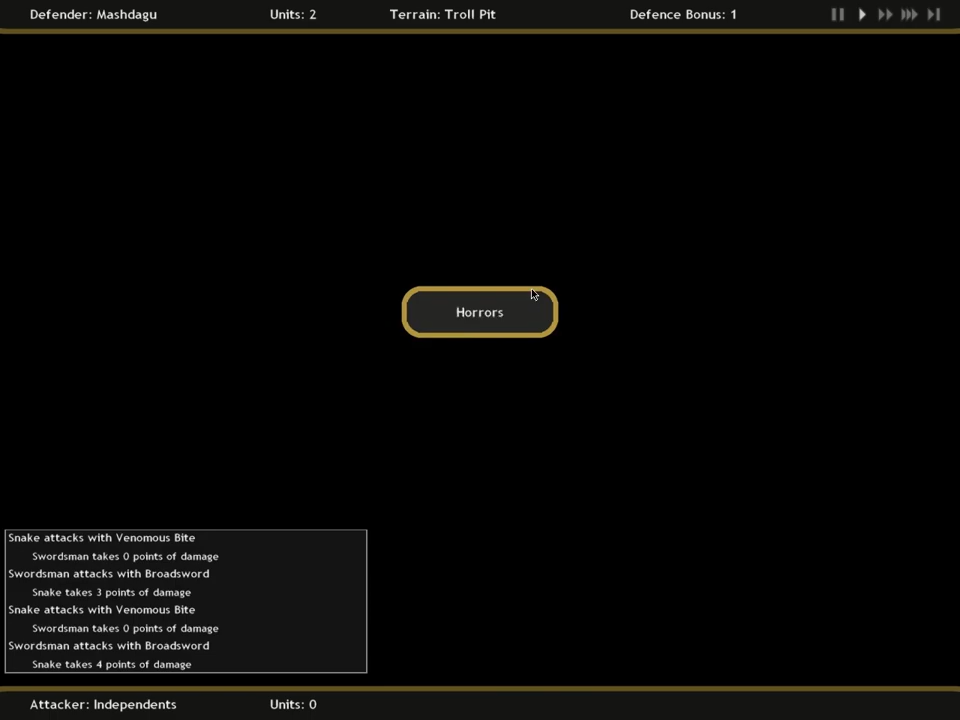 Defender: Mashdagu Units: 2 Terrain: Troll Pit Defence Bonus: 1
Horrors
Snake attacks with Venomous Bite
Swordsman takes 0 points of damage
Swordsman attacks with Broadsword
Snake takes 3 points of damage
Snake attacks with Venomous Bite
Swordsman takes 0 points of damage
Swordsman attacks with Broadsword
Snake takes 4 points of damage
Attacker: Independents Units: 0